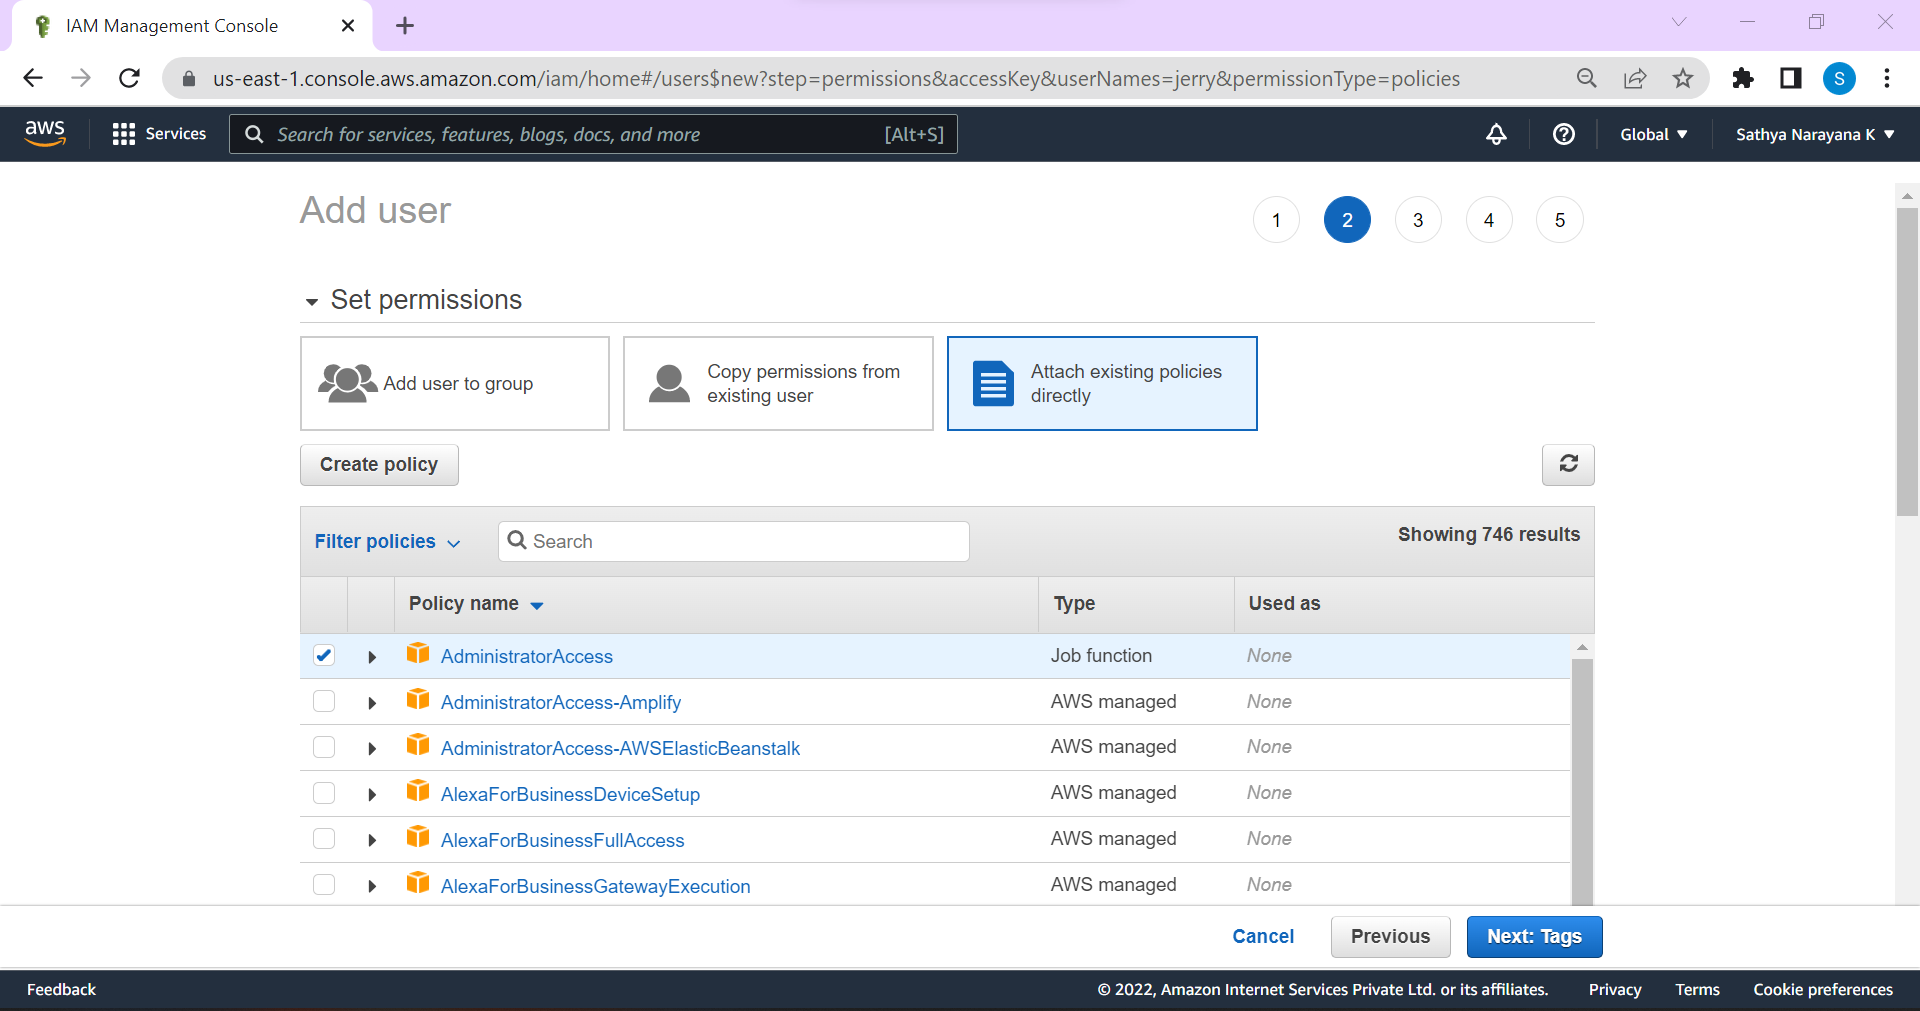 IAM Management Console
us-east-1.console.aws.amazon.com/iam/home#/users$new?step=permissions&accessKey&userNames=jerry&permissionType=policies
S
aws
Services
Search for services, features, blogs, docs, and more
[Alt+S]
Global
Sathya Narayana K
Add user
1
2
3
4
5
Set permissions
Add user to group
Copy permissions from
existing user
Attach existing policies
directly
Create policy
Filter policies
Search
Showing 746 results
Policy name
Type
Used as
AdministratorAccess
Job function
None
AdministratorAccess-Amplify
AWS managed
None
AdministratorAccess-AWSElasticBeanstalk
AWS managed
None
AlexaForBusinessDeviceSetup
AWS managed
None
AlexaForBusinessFullAccess
AWS managed
None
AlexaForBusinessGatewayExecution
AWS managed
None
Cancel
Previous
Next: Tags
Feedback
© 2022, Amazon Internet Services Private Ltd. or its affiliates.
Privacy
Terms
Cookie preferences